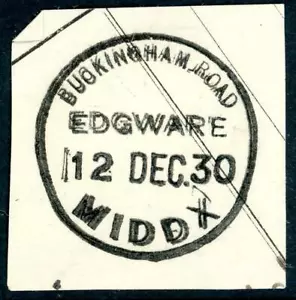 BUCKINGHAM ROAD
EDGWARE
12 DEC.30
MIDDX